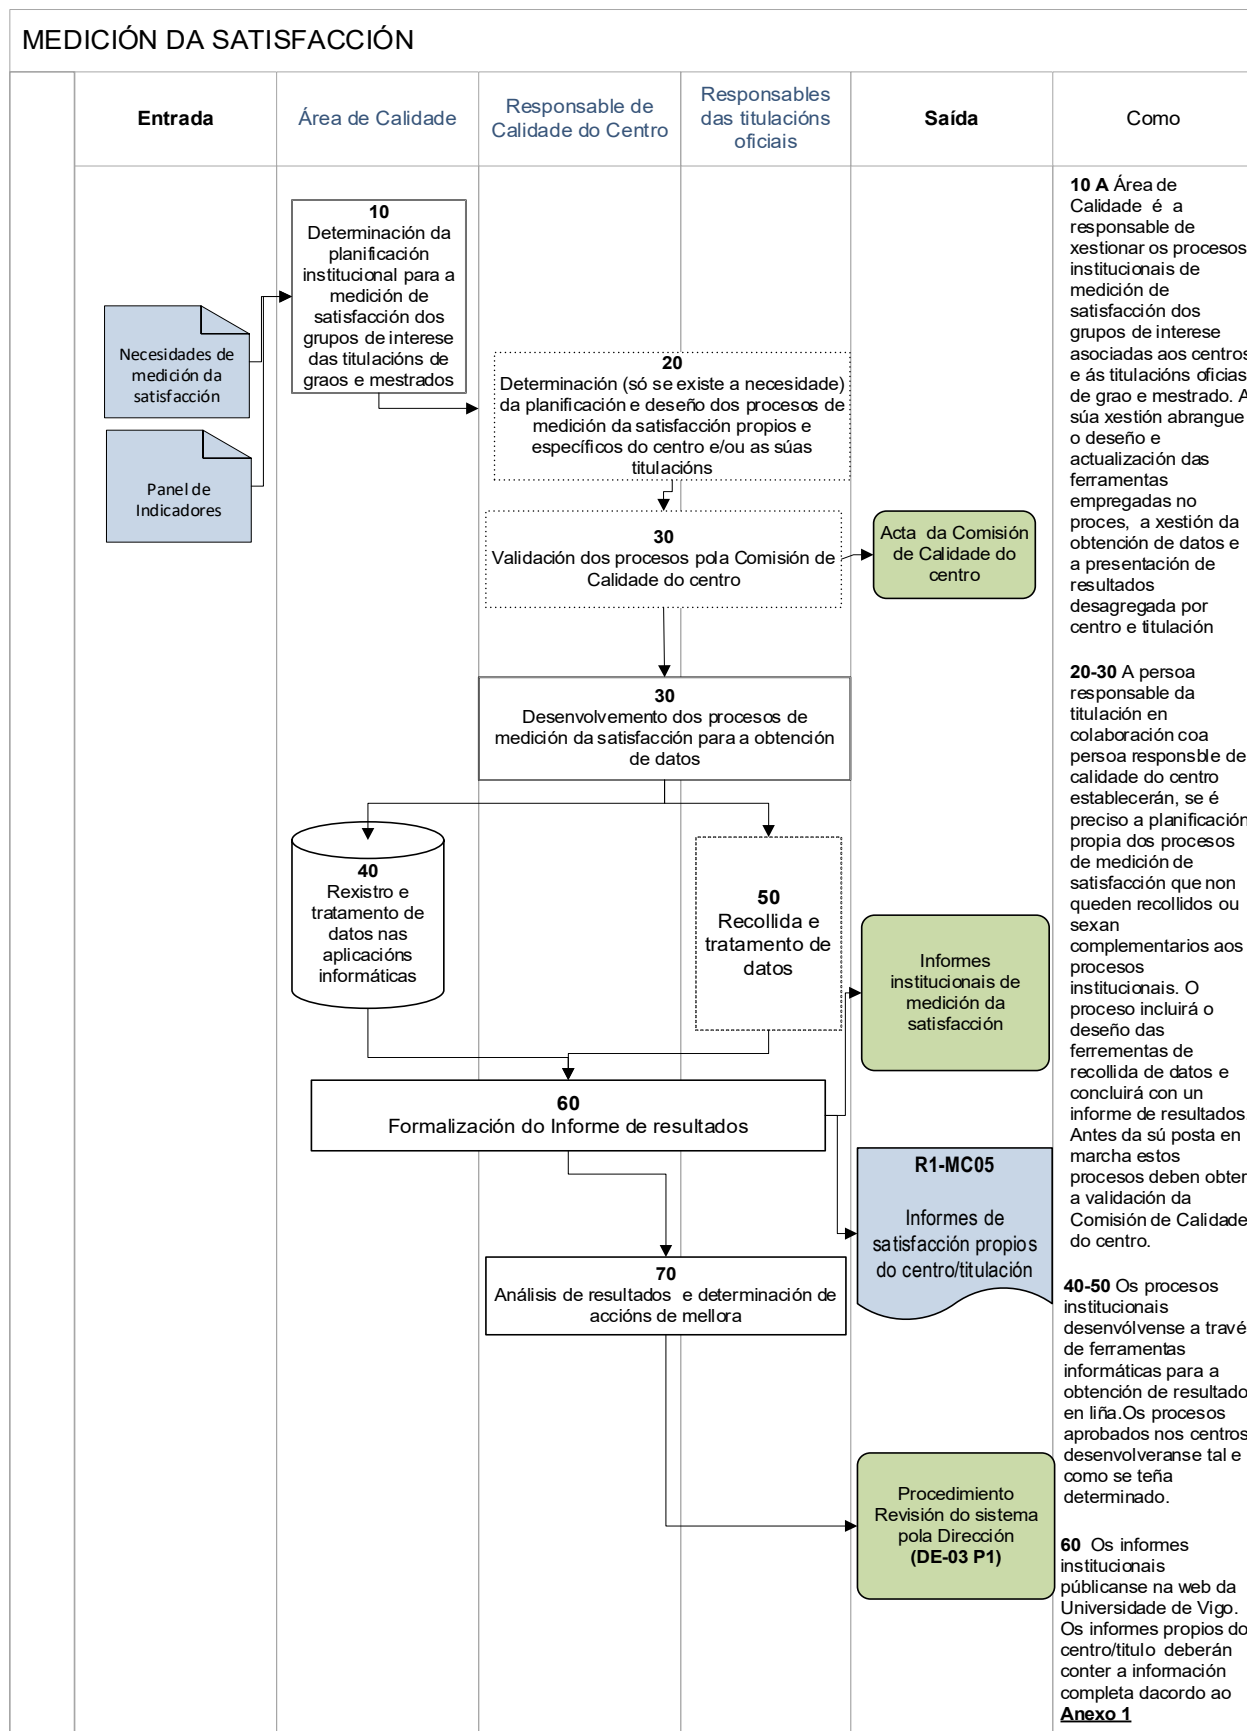 MEDICIÓN DA SATISFACCIÓN
Entrada
Área de Calidade
Responsable de
Calidade do Centro
Responsables
das titulacións
oficiais
Saída
Como
10
Determinación da
planificación
institucional para a
medición de
satisfacción dos
grupos de interese
das titulacións de
graos e mestrados
Necesidades de
medición da
satisfacción
Panel de
Indicadores
20
Determinación (só se existe a necesidade)
da planificación e deseño dos procesos de
medición da satisfacción propios e
específicos do centro e/ou as súas
titulacións
30
Validación dos procesos pola Comisión de
Calidade do centro
Acta da Comisión
de Calidade do
centro
30
Desenvolvemento dos procesos de
medición da satisfacción para a obtención
de datos
40
Rexistro e
tratamento de
datos nas
aplicacións
informáticas
50
Recollida e
tratamento de
datos
Informes
institucionais de
medición da
satisfacción
60
Formalización do Informe de resultados
R1-MC05
Informes de
satisfacción propios
do centro/titulación
70
Análisis de resultados e determinación de
accións de mellora
Procedimiento
Revisión do sistema
pola Dirección
(DE-03 P1)
10 A Área de
Calidade é a
responsable de
xestionar os procesos
institucionais de
medición de
satisfacción dos
grupos de interese
asociadas aos centros
e ás titulacións oficias
de grao e mestrado. A
súa xestión abrangue
o deseño e
actualización das
ferramentas
empregadas no
proces, a xestión da
obtención de datos e
a presentación de
resultados
desagregada por
centro e titulación
20-30 A persoa
responsable da
titulación en
colaboración coa
persoa responsble de
calidade do centro
establecerán, se é
preciso a planificación
propia dos procesos
de medición de
satisfacción que non
queden recollidos ou
sexan
complementarios aos
procesos
institucionais. O
proceso incluirá o
deseño das
ferrementas de
recollida de datos e
concluirá con un
informe de resultados
Antes da sú posta en
marcha estos
procesos deben obter
a validación da
Comisión de Calidade
do centro.
40-50 Os procesos
institucionais
desenvólvense a travé
de ferramentas
informáticas para a
obtención de resultado
en liña.Os procesos
aprobados nos centros
desenvolveranse tal e
como se teña
determinado.
60 Os informes
institucionais
públicanse na web da
Universidade de Vigo.
Os informes propios do
centro/titulo deberán
conter a información
completa dacordo ao
Anexo 1